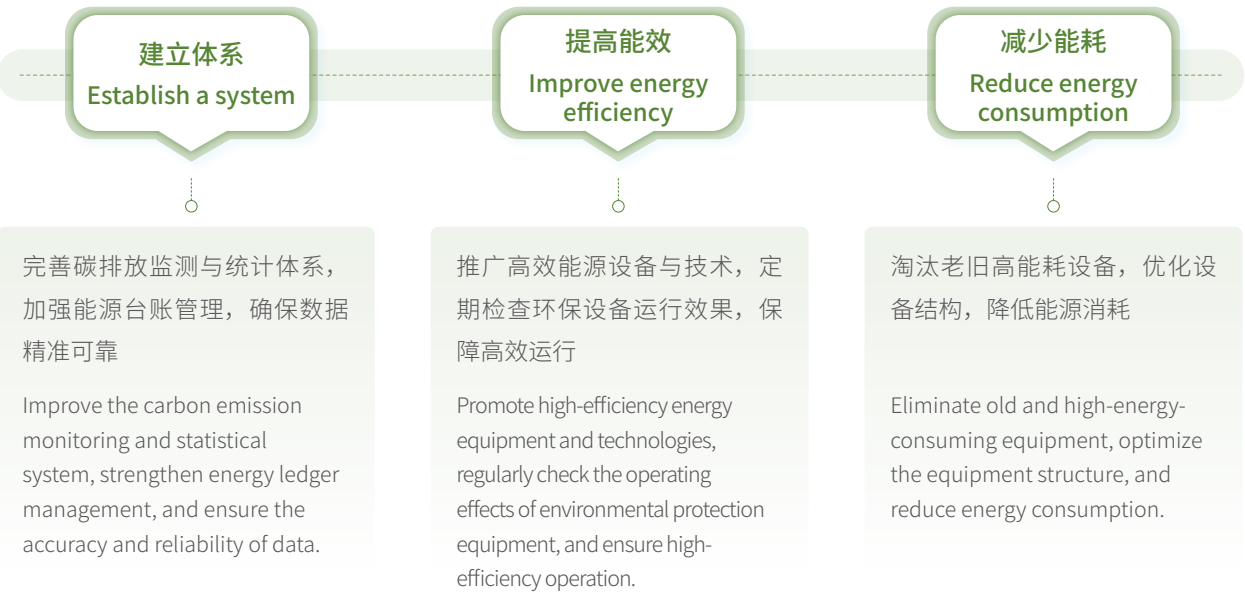 建立体系
Establish a system
提高能效
Improve energy
efficiency
减少能耗
Reduce energy
consumption
完善碳排放监测与统计体系，
加强能源台账管理，确保数据
精准可靠
Improve the carbon emission
monitoring and statistical
system, strengthen energy ledger
management, and ensure the
accuracy and reliability of data.
推广高效能源设备与技术，定
期检查环保设备运行效果，保
障高效运行
Promote high-efficiency energy
equipment and technologies,
regularly check the operating
effects of environmental protection
equipment, and ensure high-
efficiency operation.
淘汰老旧高能耗设备，优化设
备结构，降低能源消耗
Eliminate old and high-energy-
consuming equipment, optimize
the equipment structure, and
reduce energy consumption.